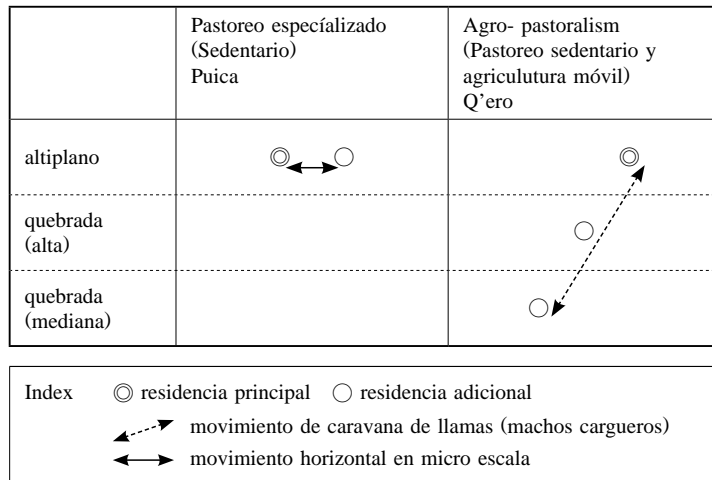 Pastoreo especíalizado
(Sedentario)
Puica
Agro- pastoralism
(Pastoreo sedentario y
agriculutura móvil)
Q’ero
altiplano
quebrada
(alta)
quebrada
(mediana)
Index ◎ residencia principal ○ residencia adicional
movimiento de caravana de llamas (machos cargueros)
movimiento horizontal en micro escala